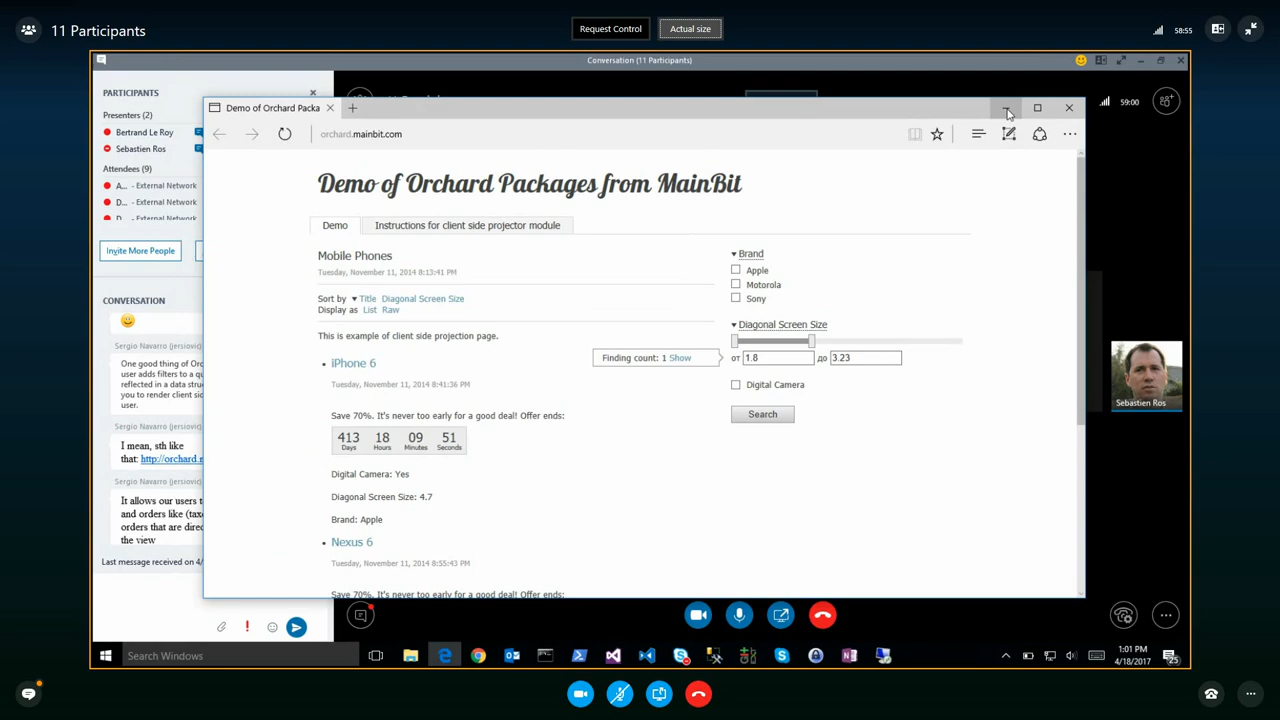 11 Participants
Request Control
Actual size
58:55
Conversation (11 Participants)
PARTICIPANTS
Presenters (2)
Bertrand Le Roy
Sebastien Ros
Attendees (9)
A... - External Network
D... - External Network
D... - External Network
Invite More People
CONVERSATION
Sergio Navarro (jersiovic)
One good thing of Orc
user adds filters to a qu
reflected in a data struc
you to render client sid
user.
Sergio Navarro (jersiovic)
I mean, sth like
that: http://orchard.n
Sergio Navarro (jersiovic)
It allows our users t
and orders like (tax
orders that are direc
the view
Last message received on 4/
Demo of Orchard Packa
orchard.mainbit.com
Demo of Orchard Packages from MainBit
Demo
Instructions for client side projector module
Mobile Phones
Tuesday, November 11, 2014 8:13:41 PM
Sort by Title Diagonal Screen Size
Display as List Raw
This is example of client side projection page.
iPhone 6
Tuesday, November 11, 2014 8:41:36 PM
Save 70%. It's never too early for a good deal! Offer ends:
413 18 09 51
Days Hours Minutes Seconds
Digital Camera: Yes
Diagonal Screen Size: 4.7
Brand: Apple
Nexus 6
Tuesday, November 11, 2014 8:55:43 PM
Save 70%. It's never too early for a good deal! Offer ends:
Brand
Apple
Motorola
Sony
Diagonal Screen Size
Finding count: 1 Show
от 1.8 до 3.23
Digital Camera
Search
59:00
Sebastien Ros
Search Windows
1:01 PM
4/18/2017
25